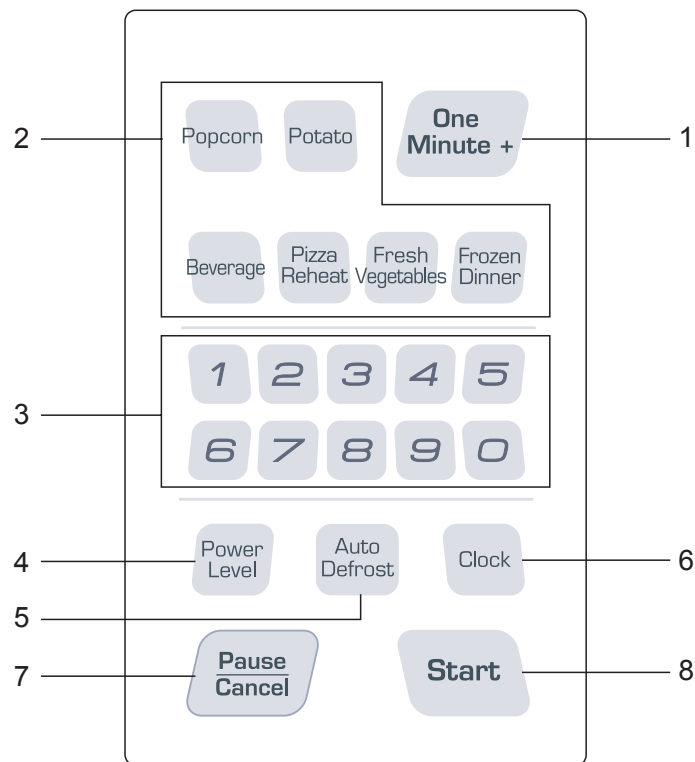 One
Minute +
1
2
Popcorn Potato
Beverage
Pizza
Reheat
Fresh
Vegetables
Frozen
Dinner
3
1 2 3 4 5
6 7 8 9 0
4
Power
Level
Auto
Defrost
5
Clock
6
7
Pause
Cancel
Start
8